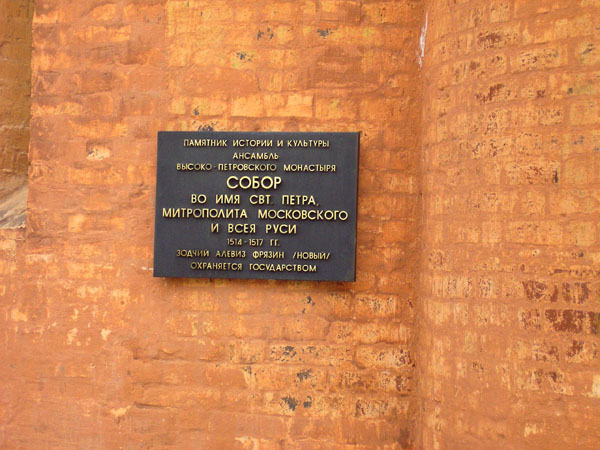 ПАМЯТНИК ИСТОРИИ И КУЛЬТУРЫ
АНСАМБЛЬ
ВЫСОКО-ПЕТРОВСКОГО МОНАСТЫРЯ
СОБОР
ВО ИМЯ СВТ. ПЕТРА,
МИТРОПОЛИТА МОСКОВСКОГО
И ВСЕЯ РУСИ
1514-1517 ГГ.
ЗОДЧИЙ АЛЕВИЗ ФРЯЗИН /НОВЫЙ/
ОХРАНЯЕТСЯ ГОСУДАРСТВОМ